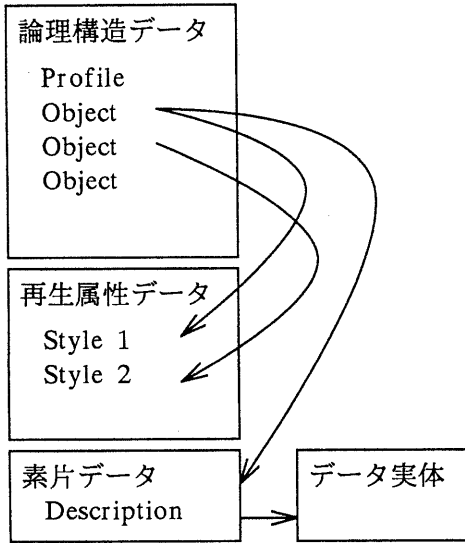 論理構造データ
Profile
Object
Object
Object
再生属性データ
Style 1
Style 2
素片データ
Description
データ実体